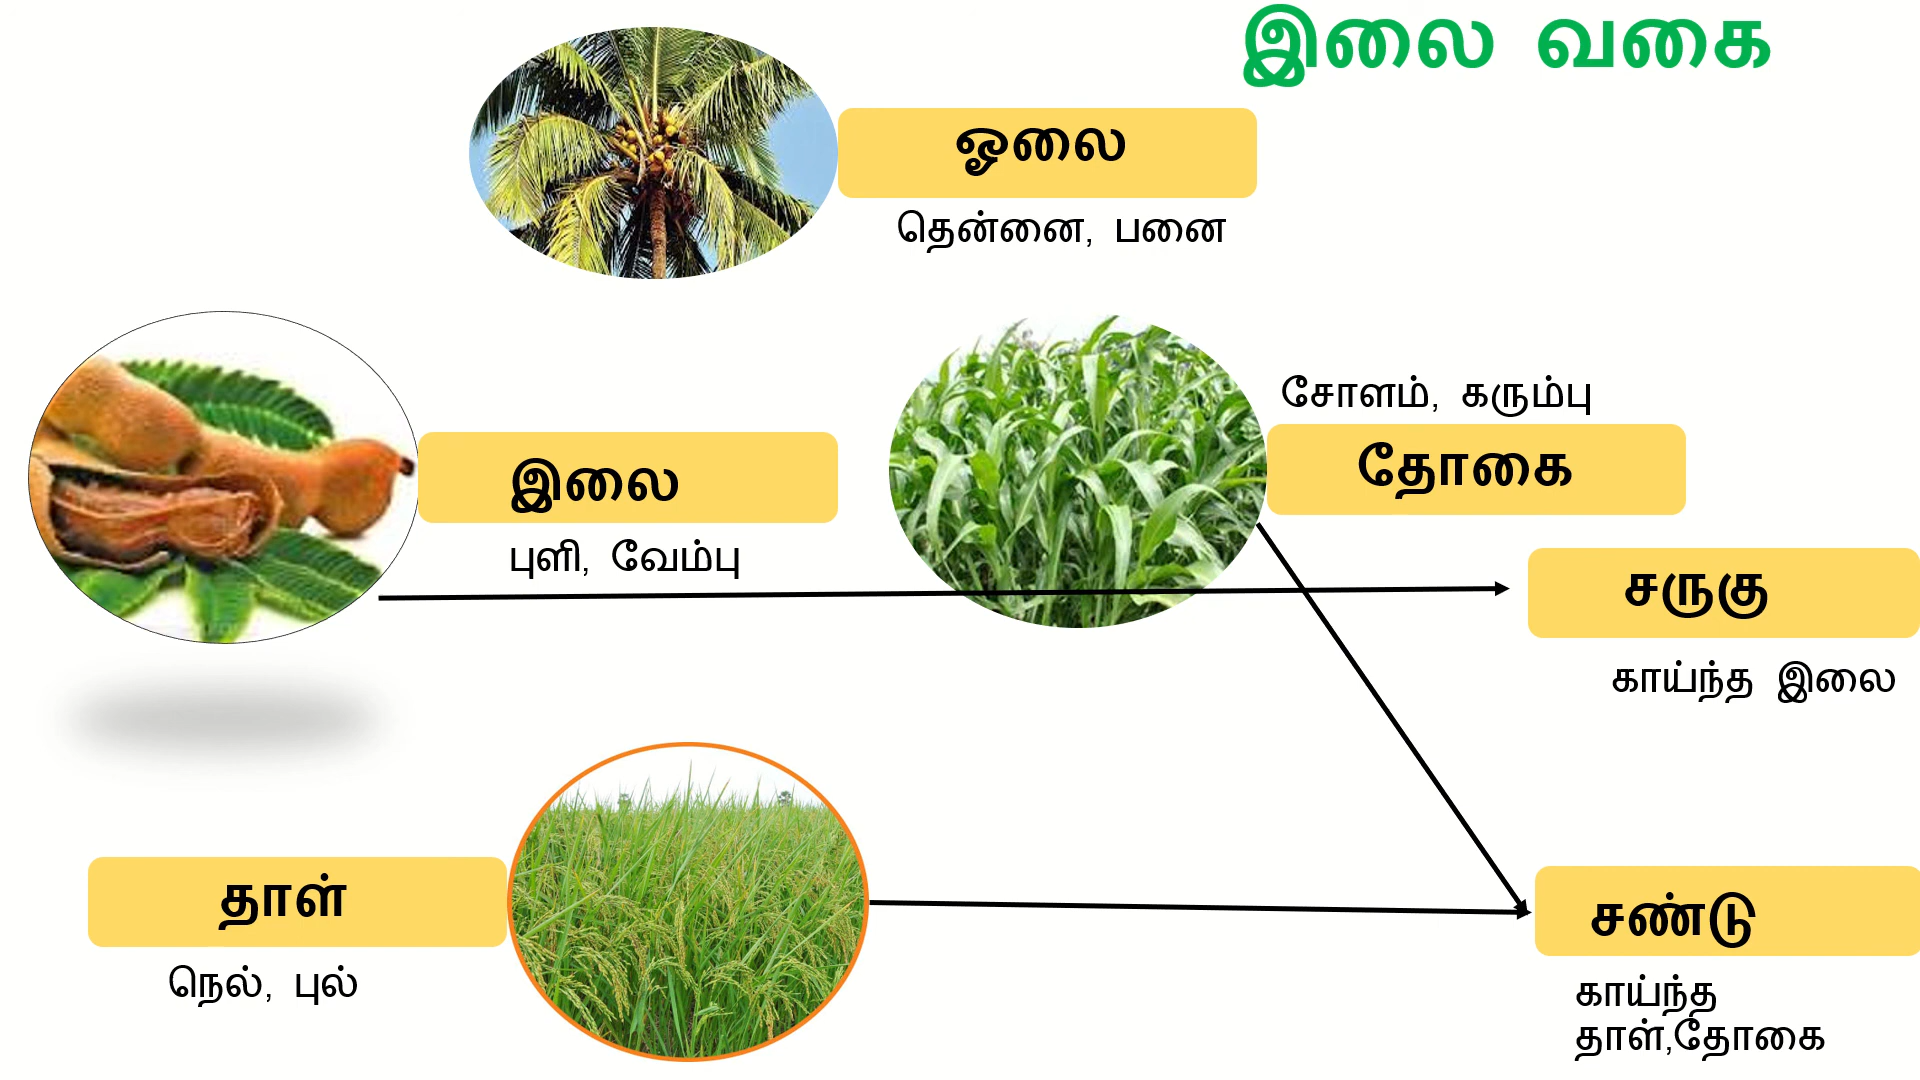 இலை வகை
ஓலை
தென்னை, பனை
சோளம், கரும்பு
தோகை
இலை
புளி, வேம்பு
சருகு
காய்ந்த இலை
தாள்
நெல், புல்
சண்டு
காய்ந்த
தாள்,தோகை